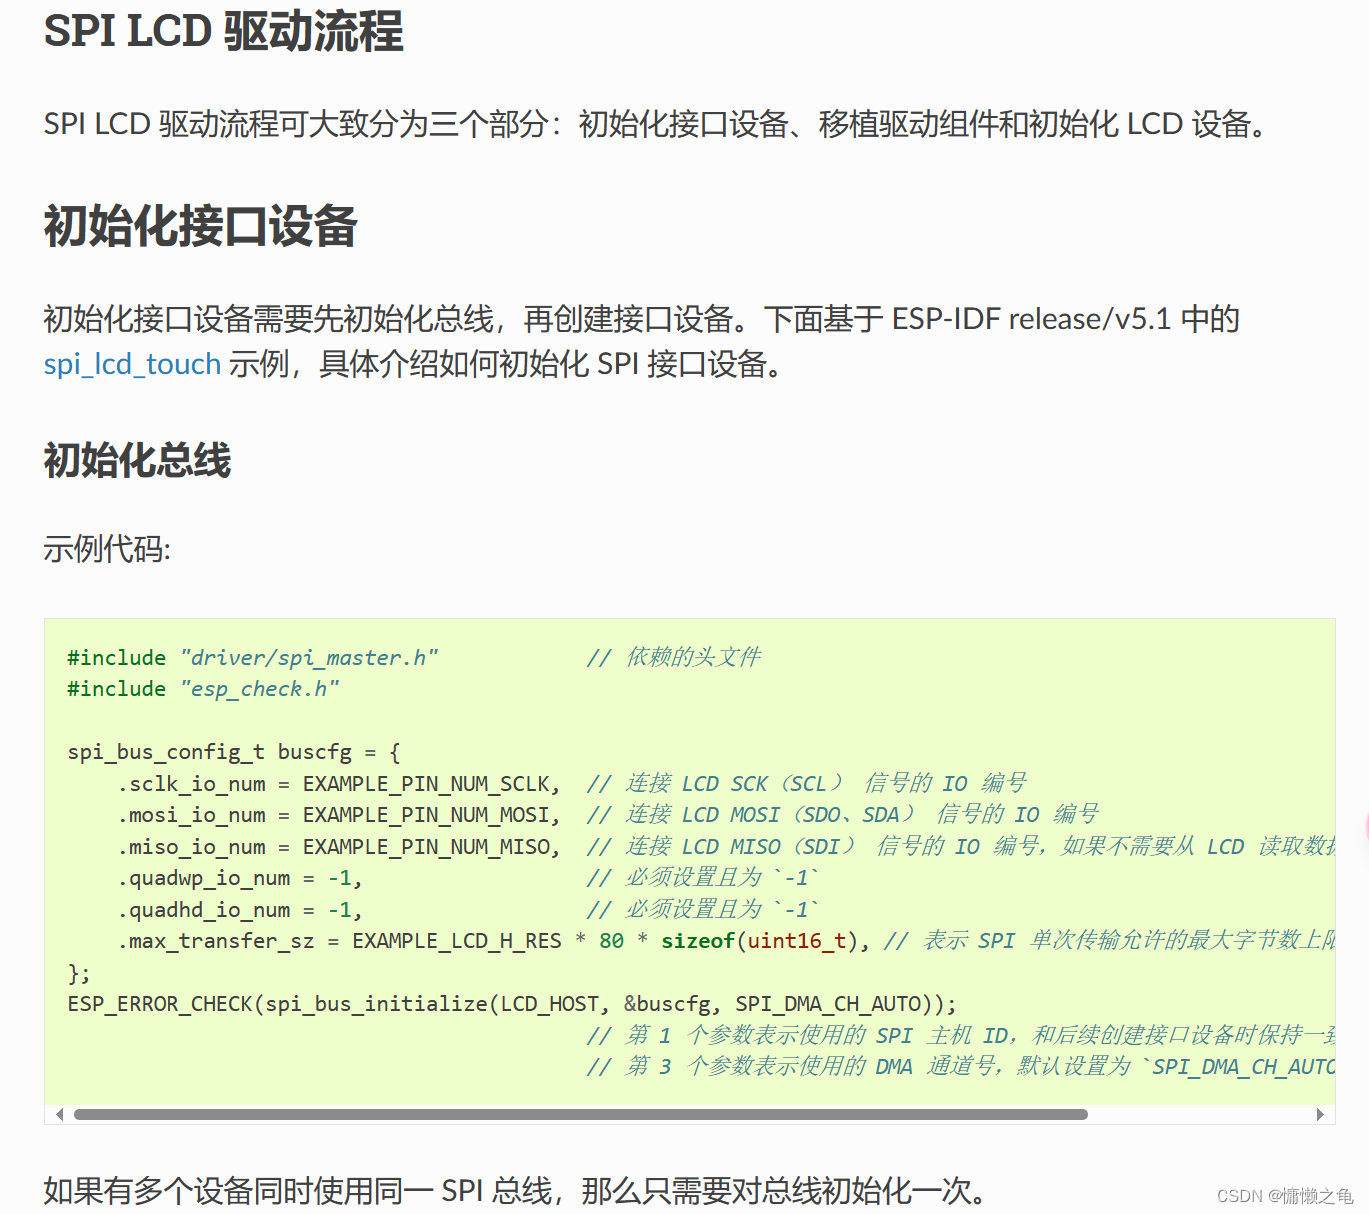 SPI LCD 驱动流程
SPI LCD 驱动流程可大致分为三个部分：初始化接口设备、移植驱动组件和初始化 LCD 设备。
初始化接口设备
初始化接口设备需要先初始化总线，再创建接口设备。下面基于 ESP-IDF release/v5.1 中的
spi_lcd_touch 示例，具体介绍如何初始化 SPI 接口设备。
初始化总线
示例代码:
#include "driver/spi_master.h" // 依赖的头文件
#include "esp_check.h"
spi_bus_config_t buscfg = {
.sclk_io_num = EXAMPLE_PIN_NUM_SCLK, // 连接 LCD SCK（SCL） 信号的 IO 编号
.mosi_io_num = EXAMPLE_PIN_NUM_MOSI, // 连接 LCD MOSI（SDO、SDA） 信号的 IO 编号
.miso_io_num = EXAMPLE_PIN_NUM_MISO, // 连接 LCD MISO（SDI） 信号的 IO 编号，如果不需要从 LCD 读取数据
.quadwp_io_num = -1, // 必须设置且为 `-1`
.quadhd_io_num = -1, // 必须设置且为 `-1`
.max_transfer_sz = EXAMPLE_LCD_H_RES * 80 * sizeof(uint16_t), // 表示 SPI 单次传输允许的最大字节数上限
};
ESP_ERROR_CHECK(spi_bus_initialize(LCD_HOST, &buscfg, SPI_DMA_CH_AUTO));
// 第 1 个参数表示使用的 SPI 主机 ID，和后续创建接口设备时保持一致
// 第 3 个参数表示使用的 DMA 通道号，默认设置为 `SPI_DMA_CH_AUTO
如果有多个设备同时使用同一 SPI 总线，那么只需要对总线初始化一次。
CSDN @慵懒之龟